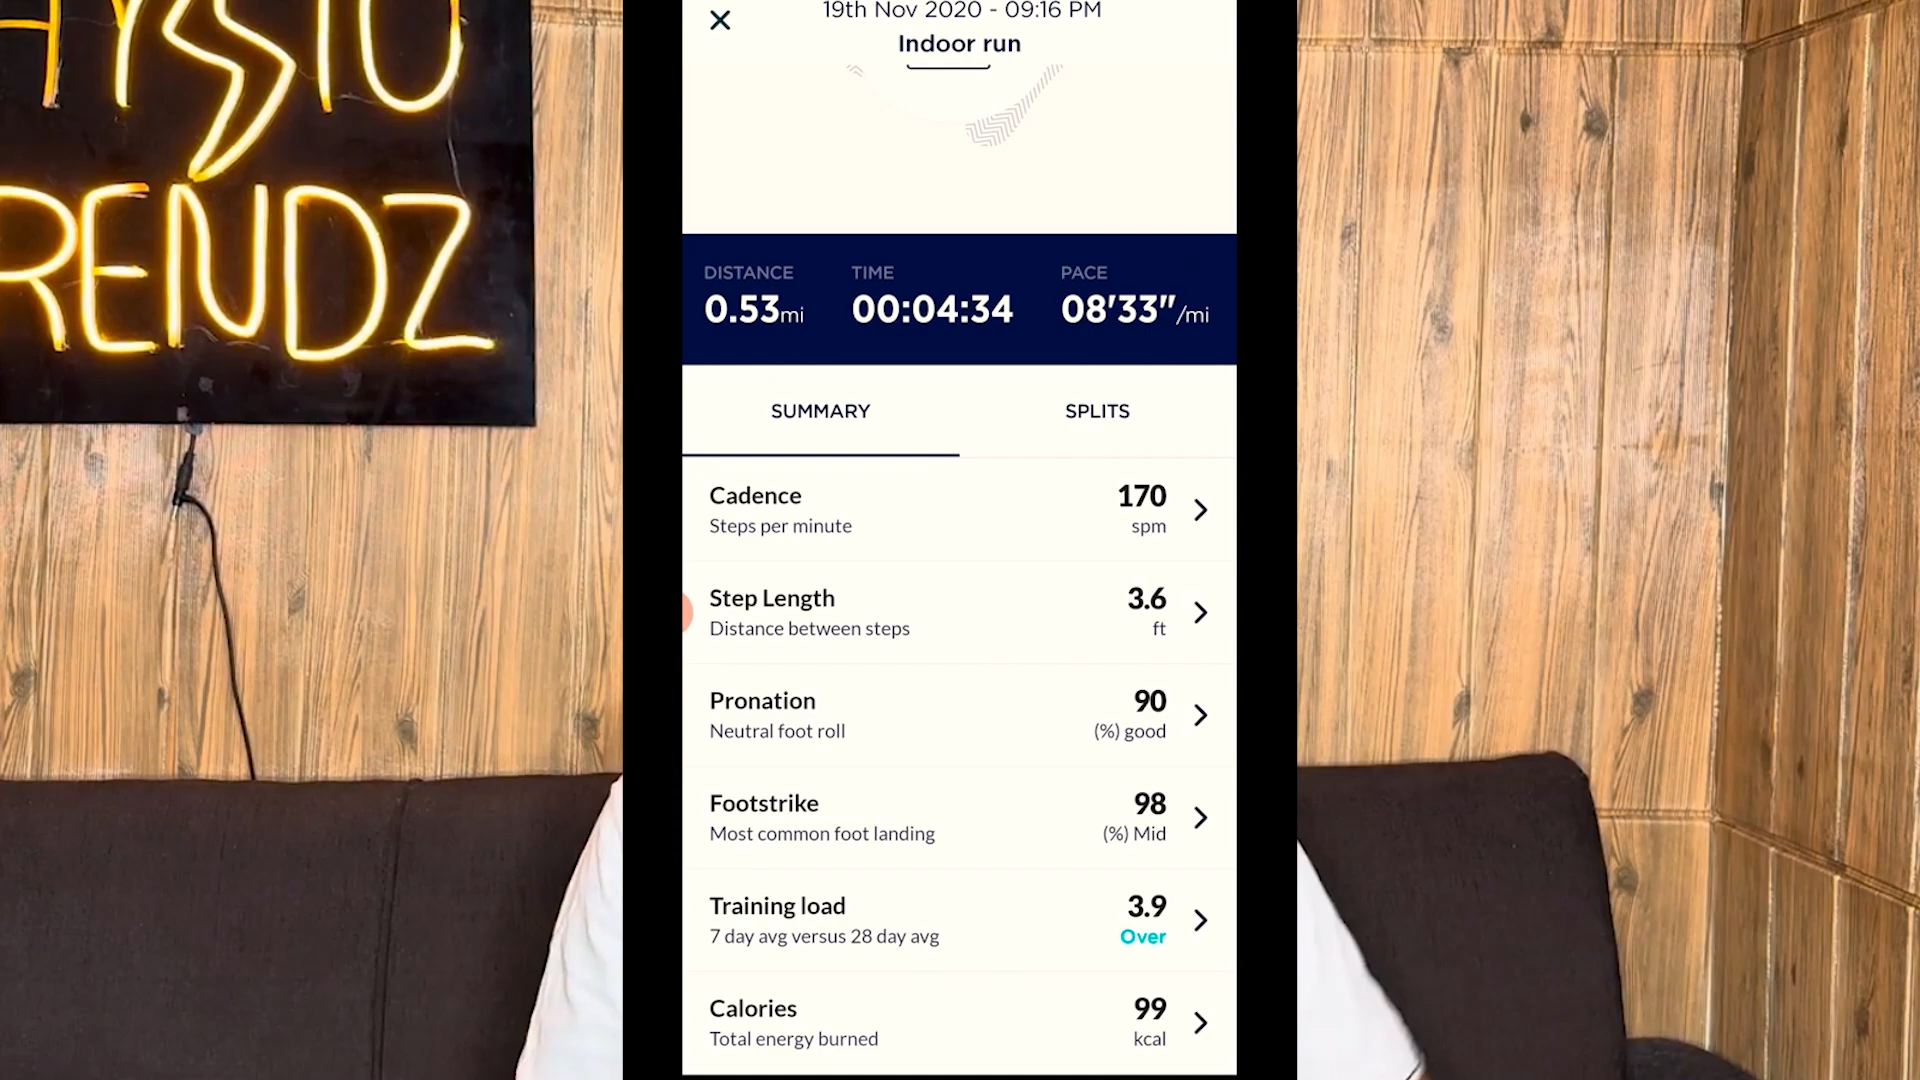 RENDZ
19th Nov 2020 - 09:16 PM
Indoor run
DISTANCE TIME PACE
0.53mi 00:04:34 08'33"/mi
SUMMARY SPLITS
Cadence 170
Steps per minute spm
Step Length 3.6
Distance between steps ft
Pronation 90
Neutral foot roll (%) good
Footstrike 98
Most common foot landing (%) Mid
Training load 3.9
7 day avg versus 28 day avg Over
Calories 99
Total energy burned kcal